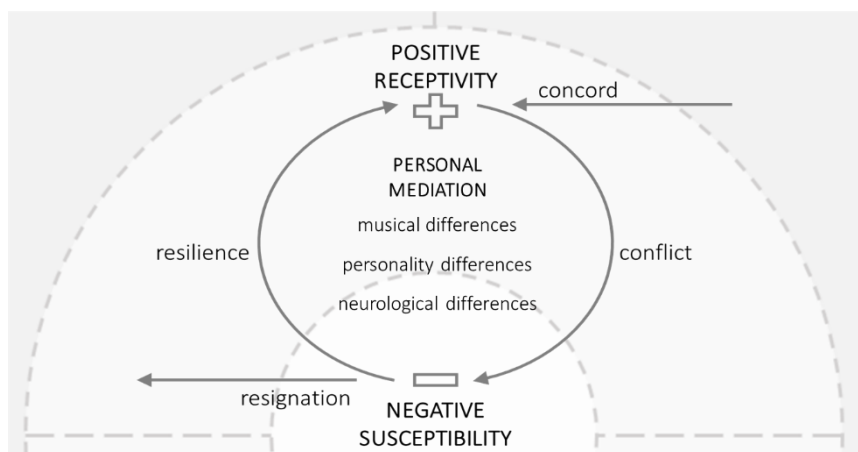 POSITIVE
RECEPTIVITY
concord
PERSONAL
MEDIATION
musical differences
resilience
personality differences
conflict
neurological differences
resignation
NEGATIVE
SUSCEPTIBILITY